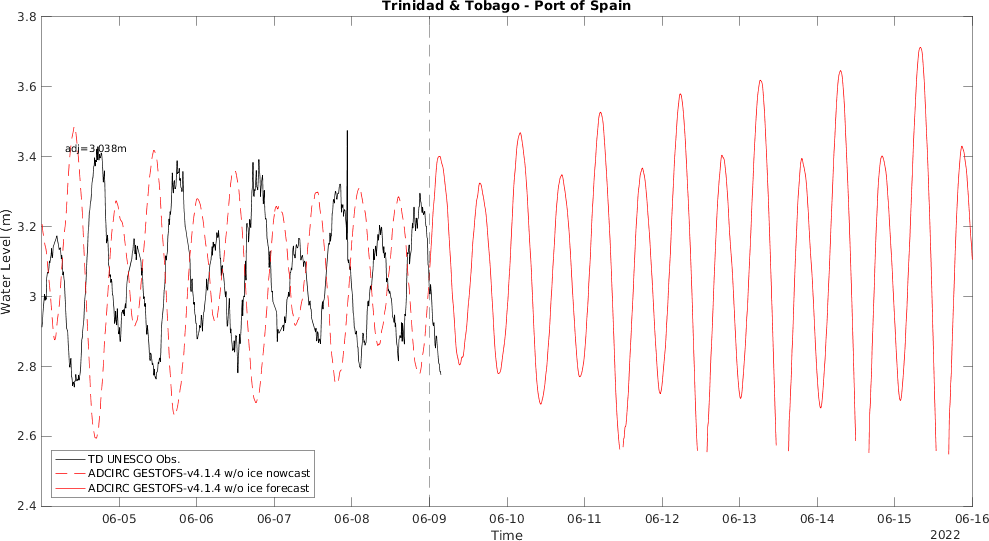 Trinidad & Tobago - Port of Spain
3.8
3.6
3.4
3.2
3
2.8
2.6
2.4
Water Level (m)
adj=3.038m
TD UNESCO Obs.
ADCIRC GESTOFS-v4.1.4 w/o ice nowcast
ADCIRC GESTOFS-v4.1.4 w/o ice forecast
06-05 06-06 06-07 06-08 06-09 06-10 06-11 06-12 06-13 06-14 06-15 06-16
Time
2022